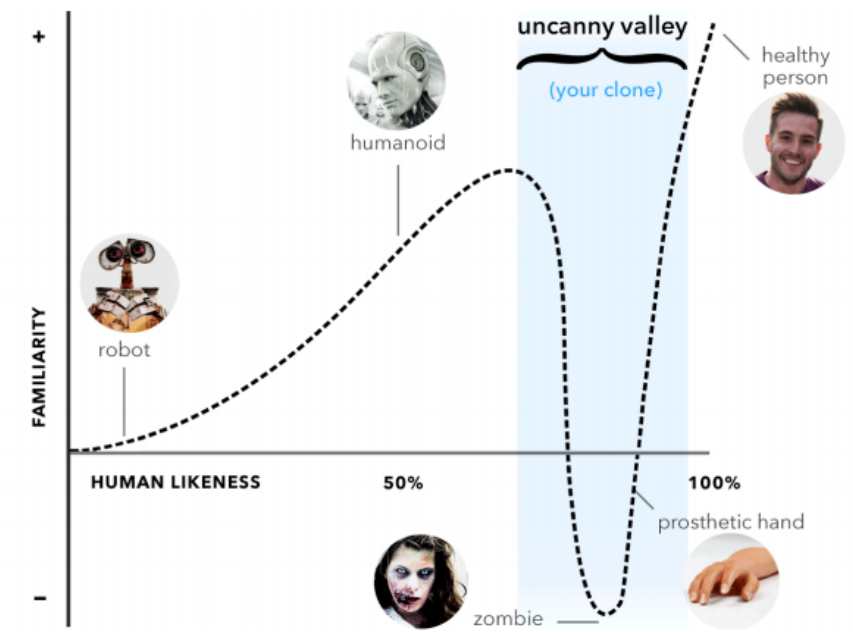 +
uncanny valley
(your clone)
healthy
person
humanoid
robot
FAMILIARITY
HUMAN LIKENESS
50%
100%
prosthetic hand
zombie
–